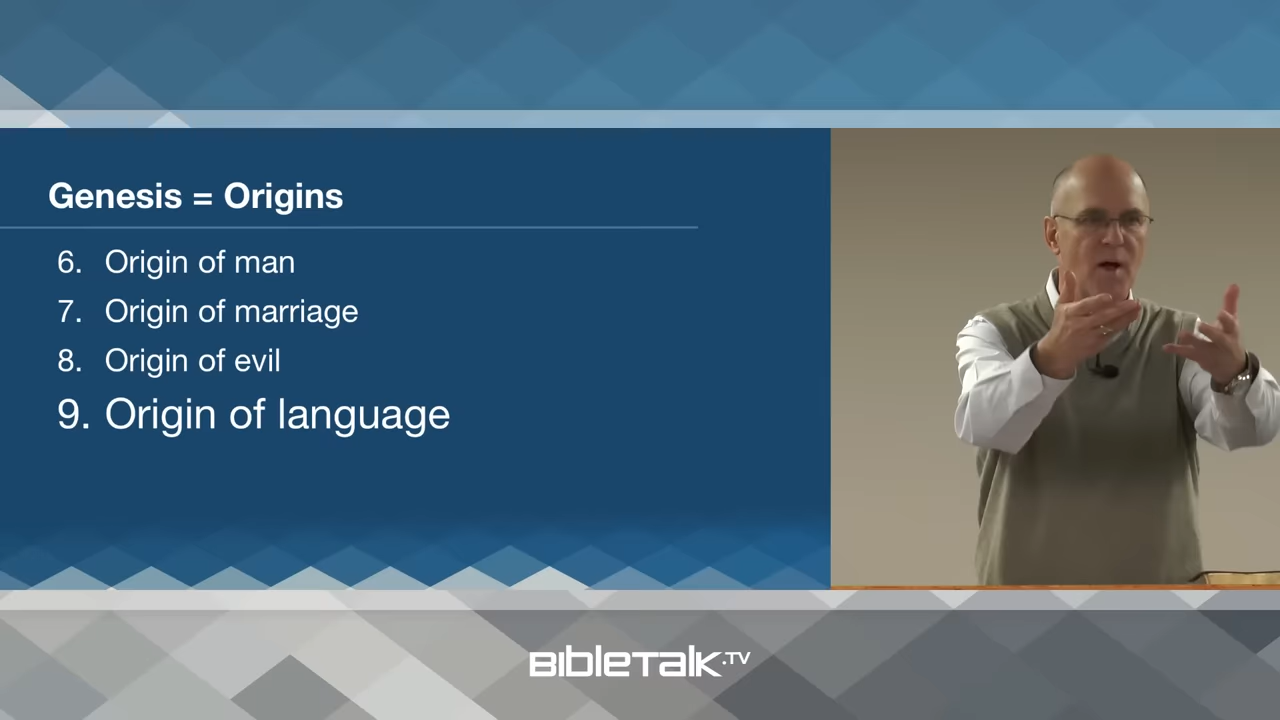 Genesis = Origins
6. Origin of man
7. Origin of marriage
8. Origin of evil
9. Origin of language
BIBLETALK.TV